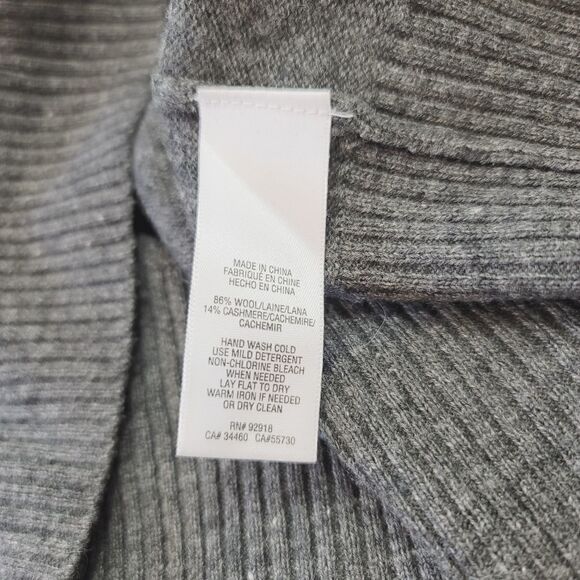 MADE IN CHINA
FABRIQUÉ EN CHINE
HECHO EN CHINA
86% WOOL/LAINE/LANA
14% CASHMERE/CACHEMIRE/
CACHEMIR
HAND WASH COLD
USE MILD DETERGENT
NON-CHLORINE BLEACH
WHEN NEEDED
LAY FLAT TO DRY
WARM IRON IF NEEDED
OR DRY CLEAN
RN# 92918
CA# 34460 CA#55730